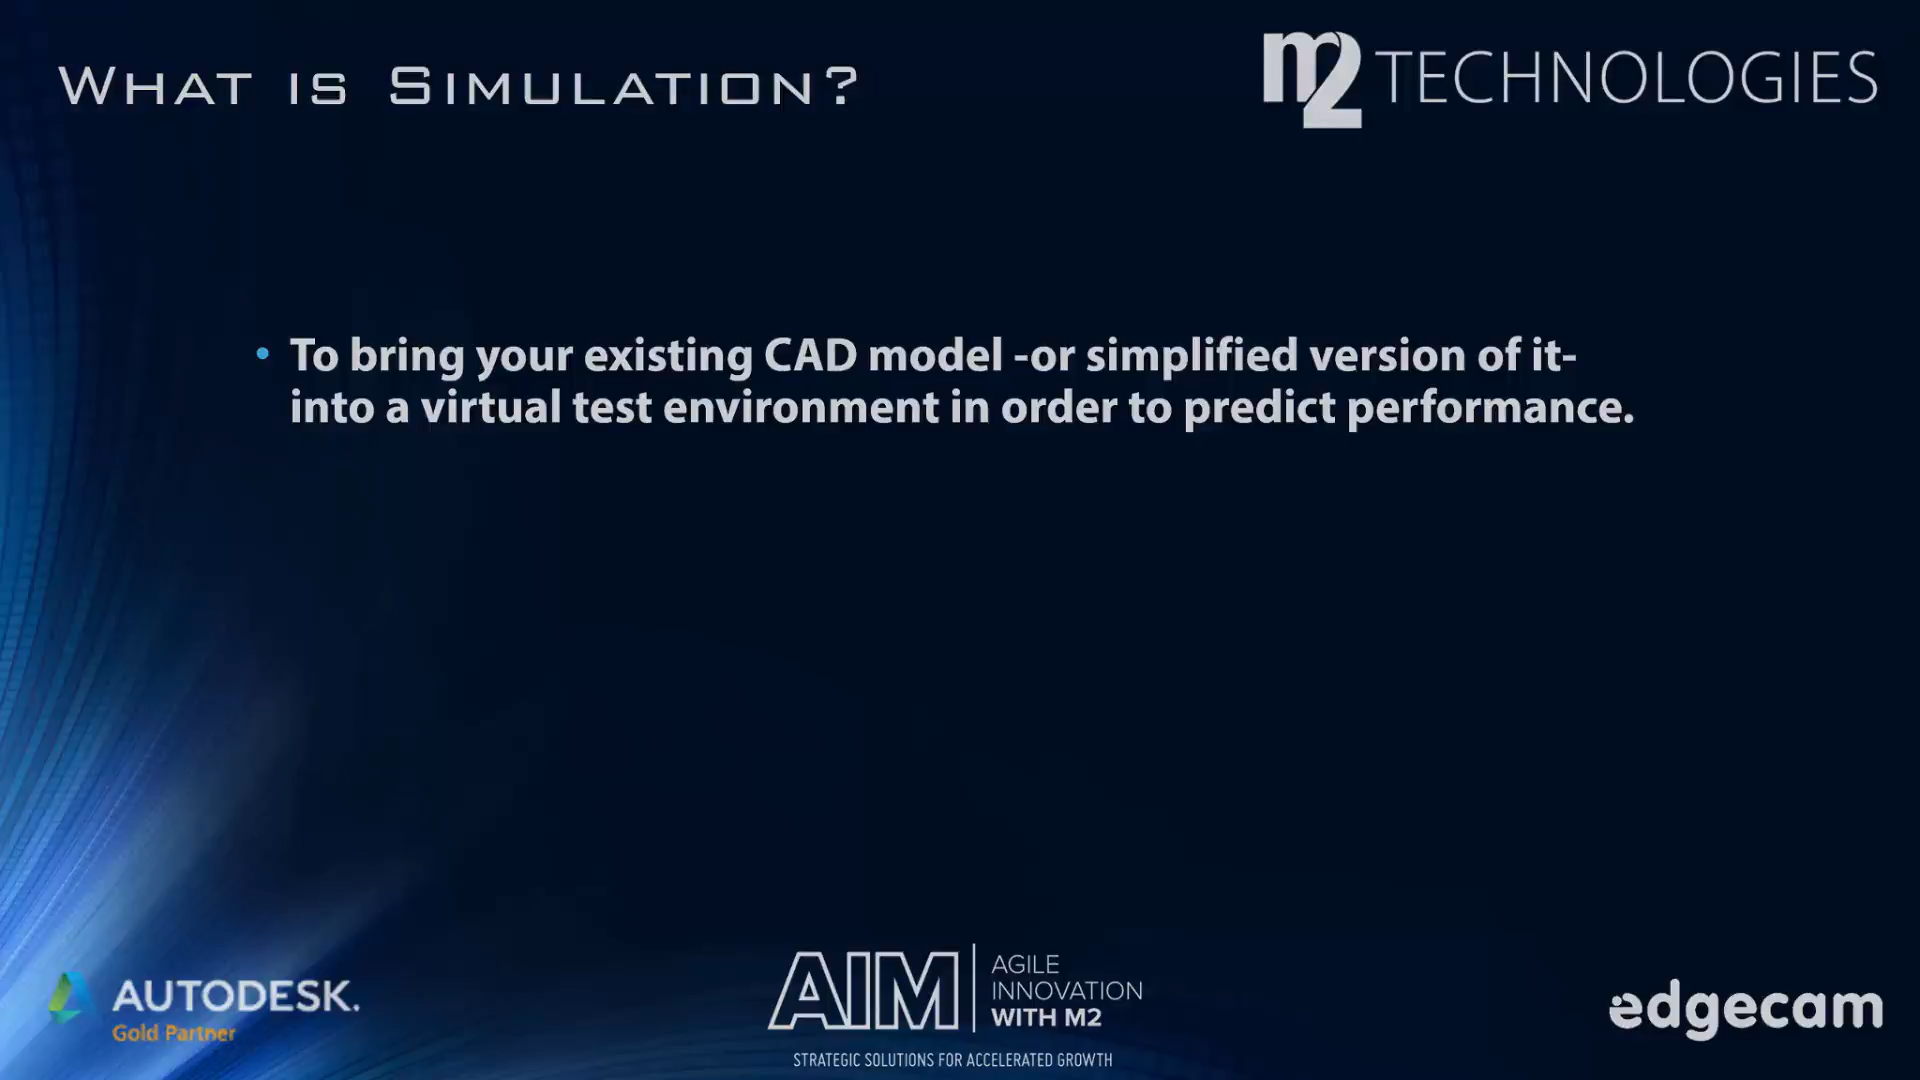 What is Simulation?
m2 TECHNOLOGIES
• To bring your existing CAD model -or simplified version of it-
into a virtual test environment in order to predict performance.
AUTODESK.
Gold Partner
AIM
AGILE
INNOVATION
WITH M2
STRATEGIC SOLUTIONS FOR ACCELERATED GROWTH
edgecam